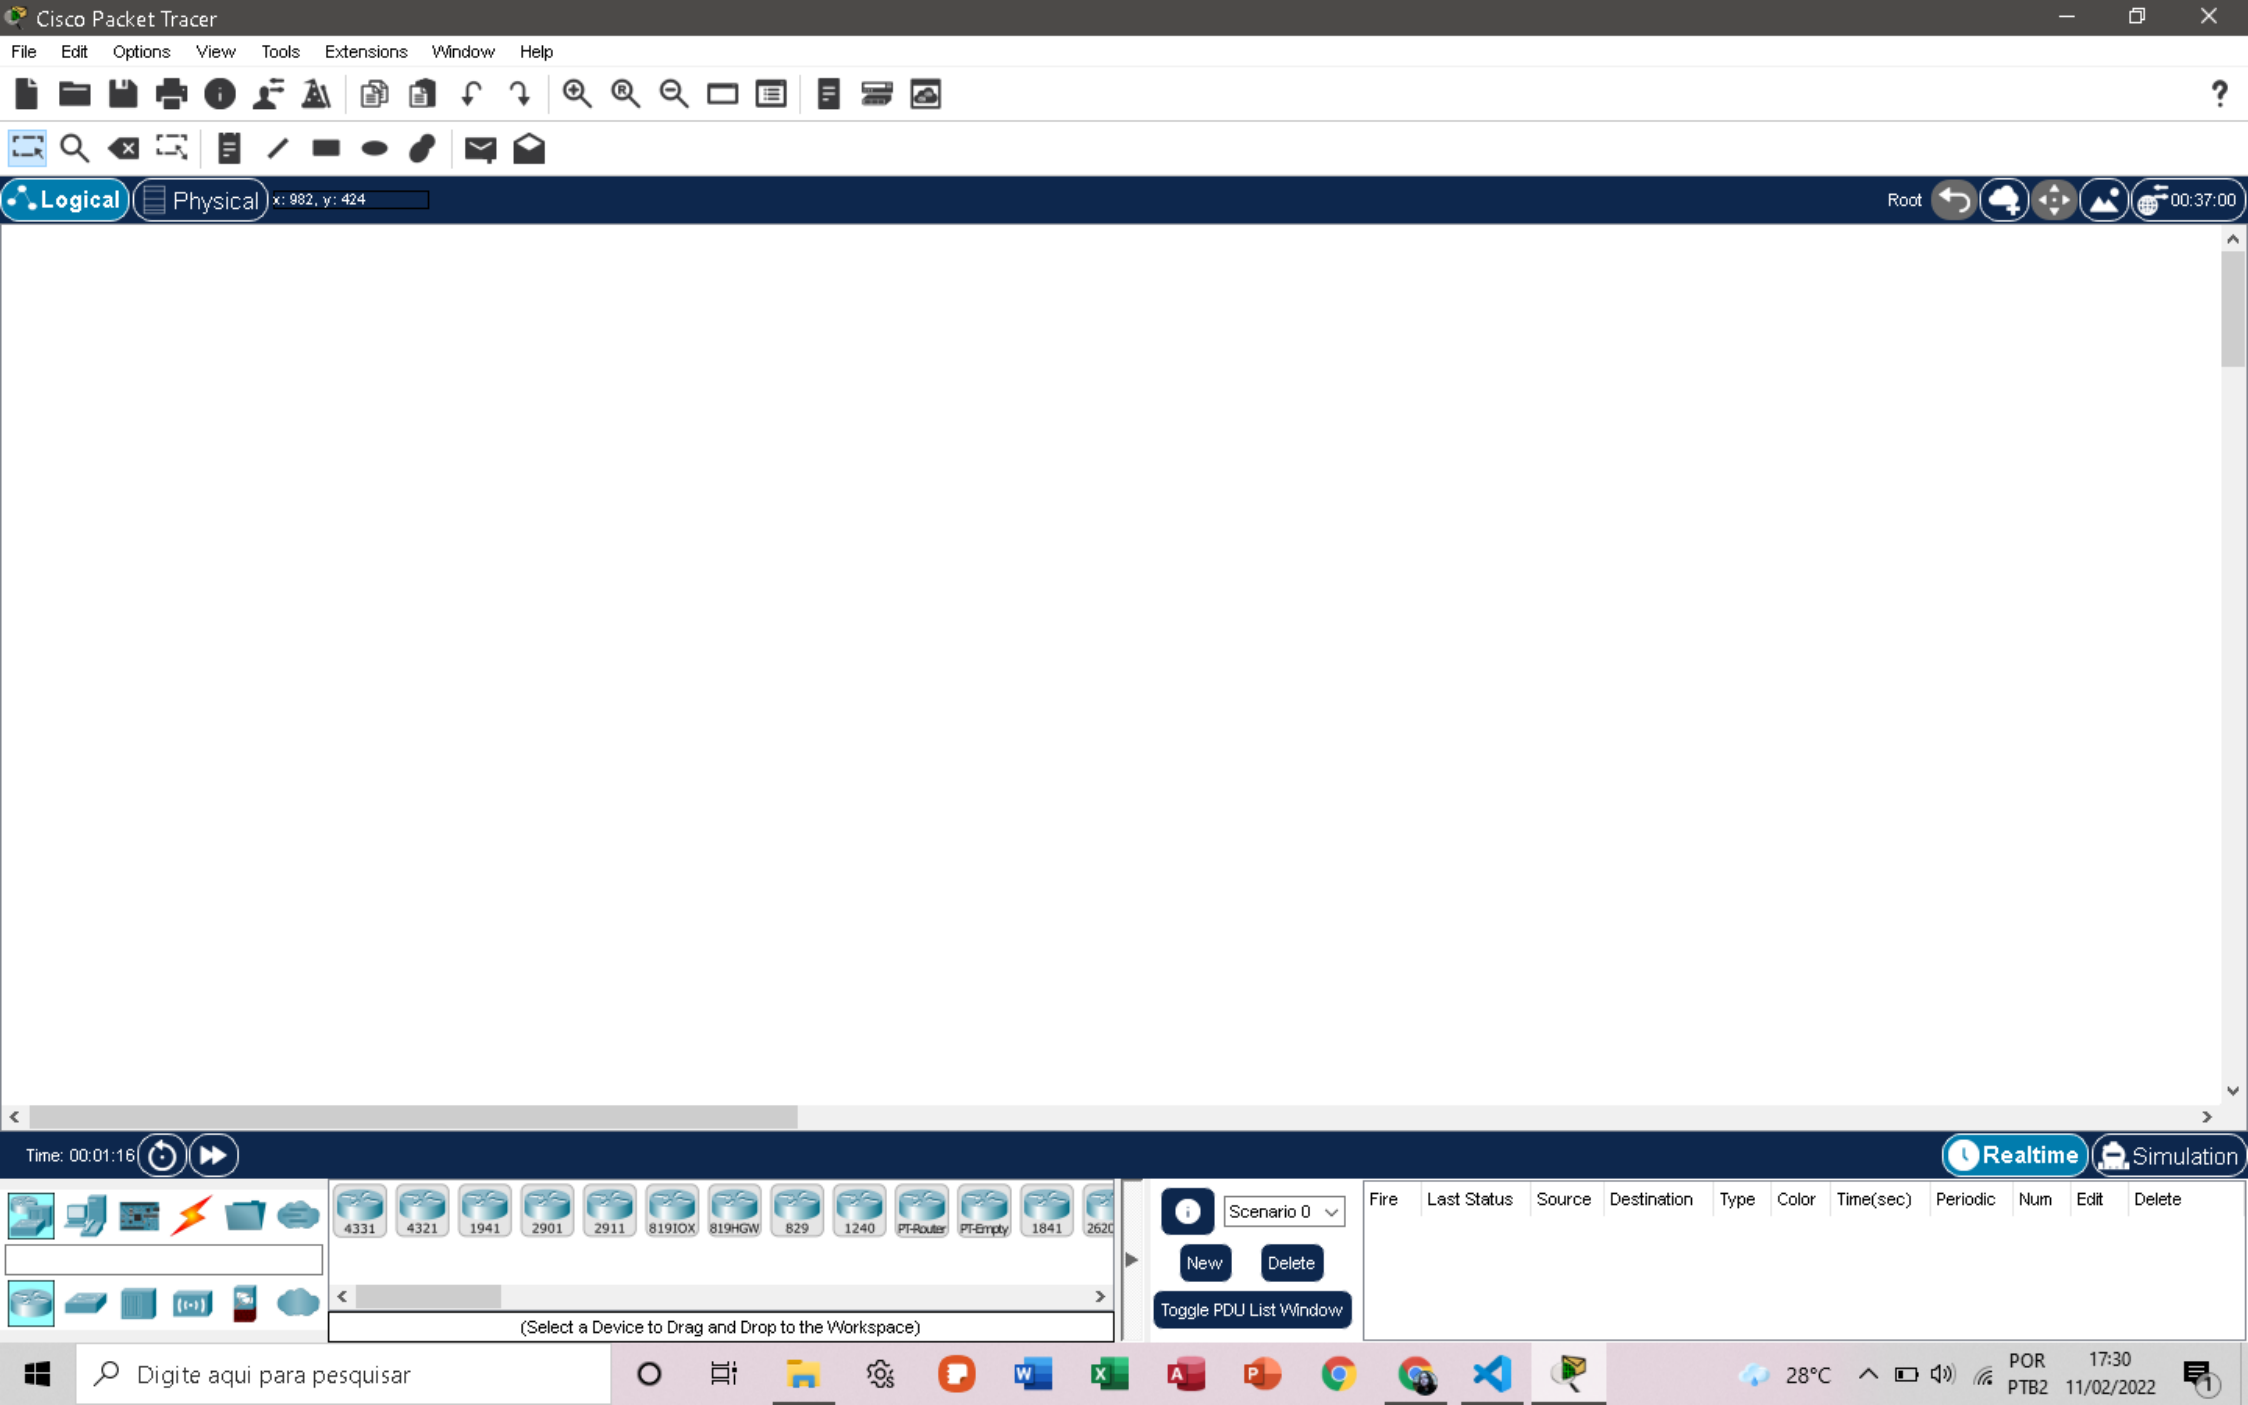 Cisco Packet Tracer
File Edit Options View Tools Extensions Window Help
Logical Physical x: 982, y: 424 Root 00:37:00
Time: 00:01:16 Realtime Simulation
4331 4321 1941 2901 2911 819IOX 819HGW 829 1240 PT-Router PT-Empty 1841 262
(Select a Device to Drag and Drop to the Workspace)
Scenario 0
New Delete
Toggle PDU List Window
Fire Last Status Source Destination Type Color Time(sec) Periodic Num Edit Delete
Digite aqui para pesquisar
28°C
POR
PTB2
17:30
11/02/2022
1